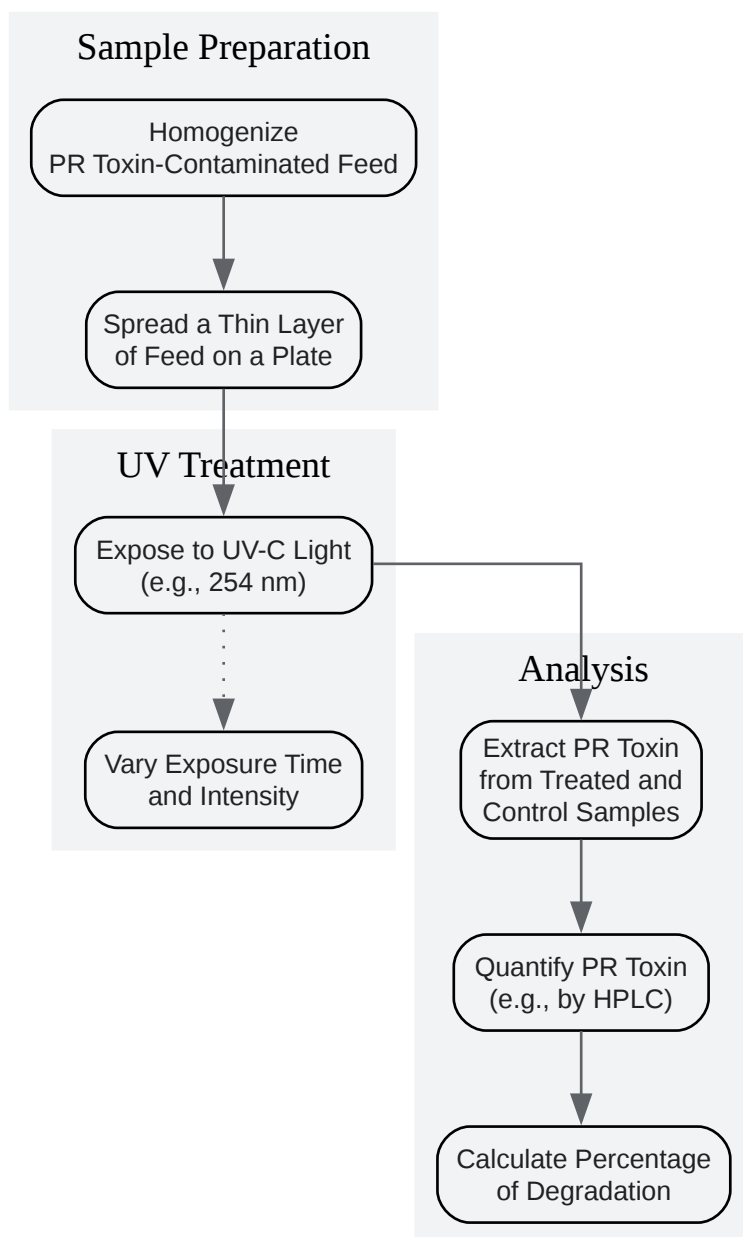 Sample Preparation
Homogenize
PR Toxin-Contaminated Feed
Spread a Thin Layer
of Feed on a Plate
UV Treatment
Expose to UV-C Light
(e.g., 254 nm)
Vary Exposure Time
and Intensity
Analysis
Extract PR Toxin
from Treated and
Control Samples
Quantify PR Toxin
(e.g., by HPLC)
Calculate Percentage
of Degradation